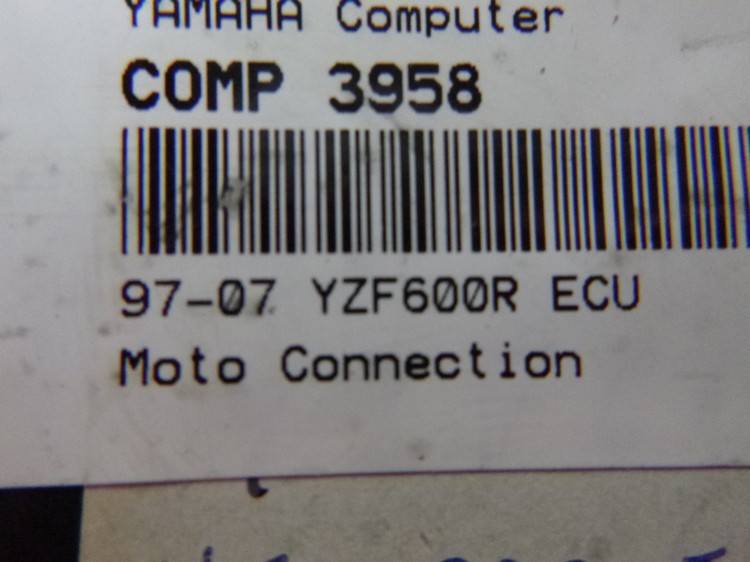 YAMAHA Computer
COMP 3958
97-07 YZF600R ECU
Moto Connection